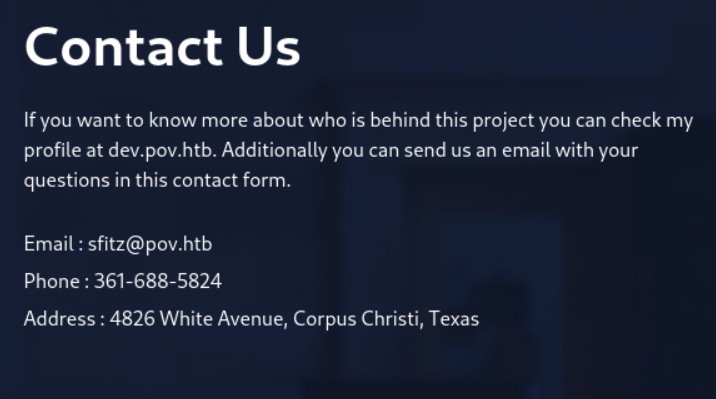 Contact Us
If you want to know more about who is behind this project you can check my
profile at dev.pov.htb. Additionally you can send us an email with your
questions in this contact form.
Email : sfitz@pov.htb
Phone : 361-688-5824
Address : 4826 White Avenue, Corpus Christi, Texas